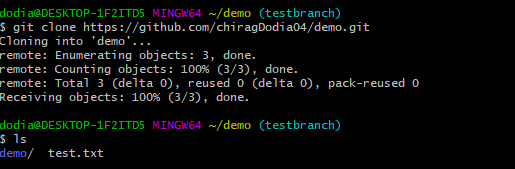 dodia@DESKTOP-1F2ITD5 MINGW64 ~/demo (testbranch)
$ git clone https://github.com/chiragDodia04/demo.git
Cloning into 'demo'...
remote: Enumerating objects: 3, done.
remote: Counting objects: 100% (3/3), done.
remote: Total 3 (delta 0), reused 0 (delta 0), pack-reused 0
Receiving objects: 100% (3/3), done.
dodia@DESKTOP-1F2ITD5 MINGW64 ~/demo (testbranch)
$ ls
demo/  test.txt